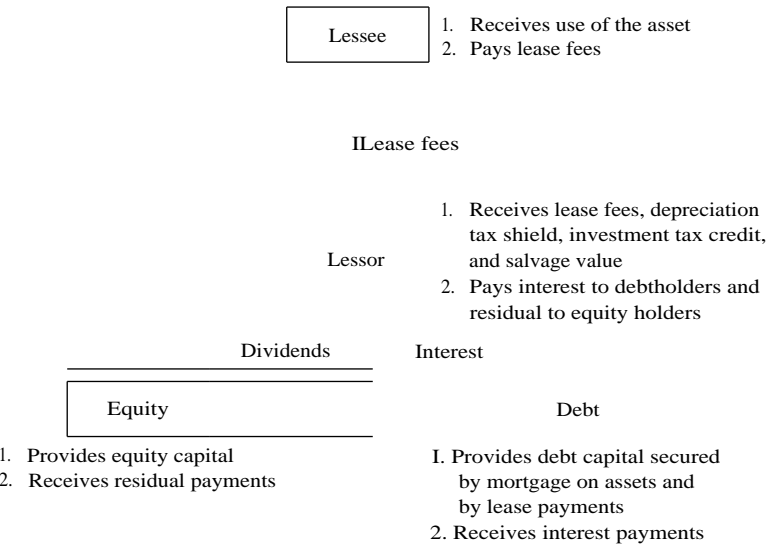 Lessee
1. Receives use of the asset
2. Pays lease fees
ILease fees
Lessor
1. Receives lease fees, depreciation
tax shield, investment tax credit,
and salvage value
2. Pays interest to debtholders and
residual to equity holders
Dividends
Interest
Equity
Debt
1. Provides equity capital
2. Receives residual payments
I. Provides debt capital secured
by mortgage on assets and
by lease payments
2. Receives interest payments